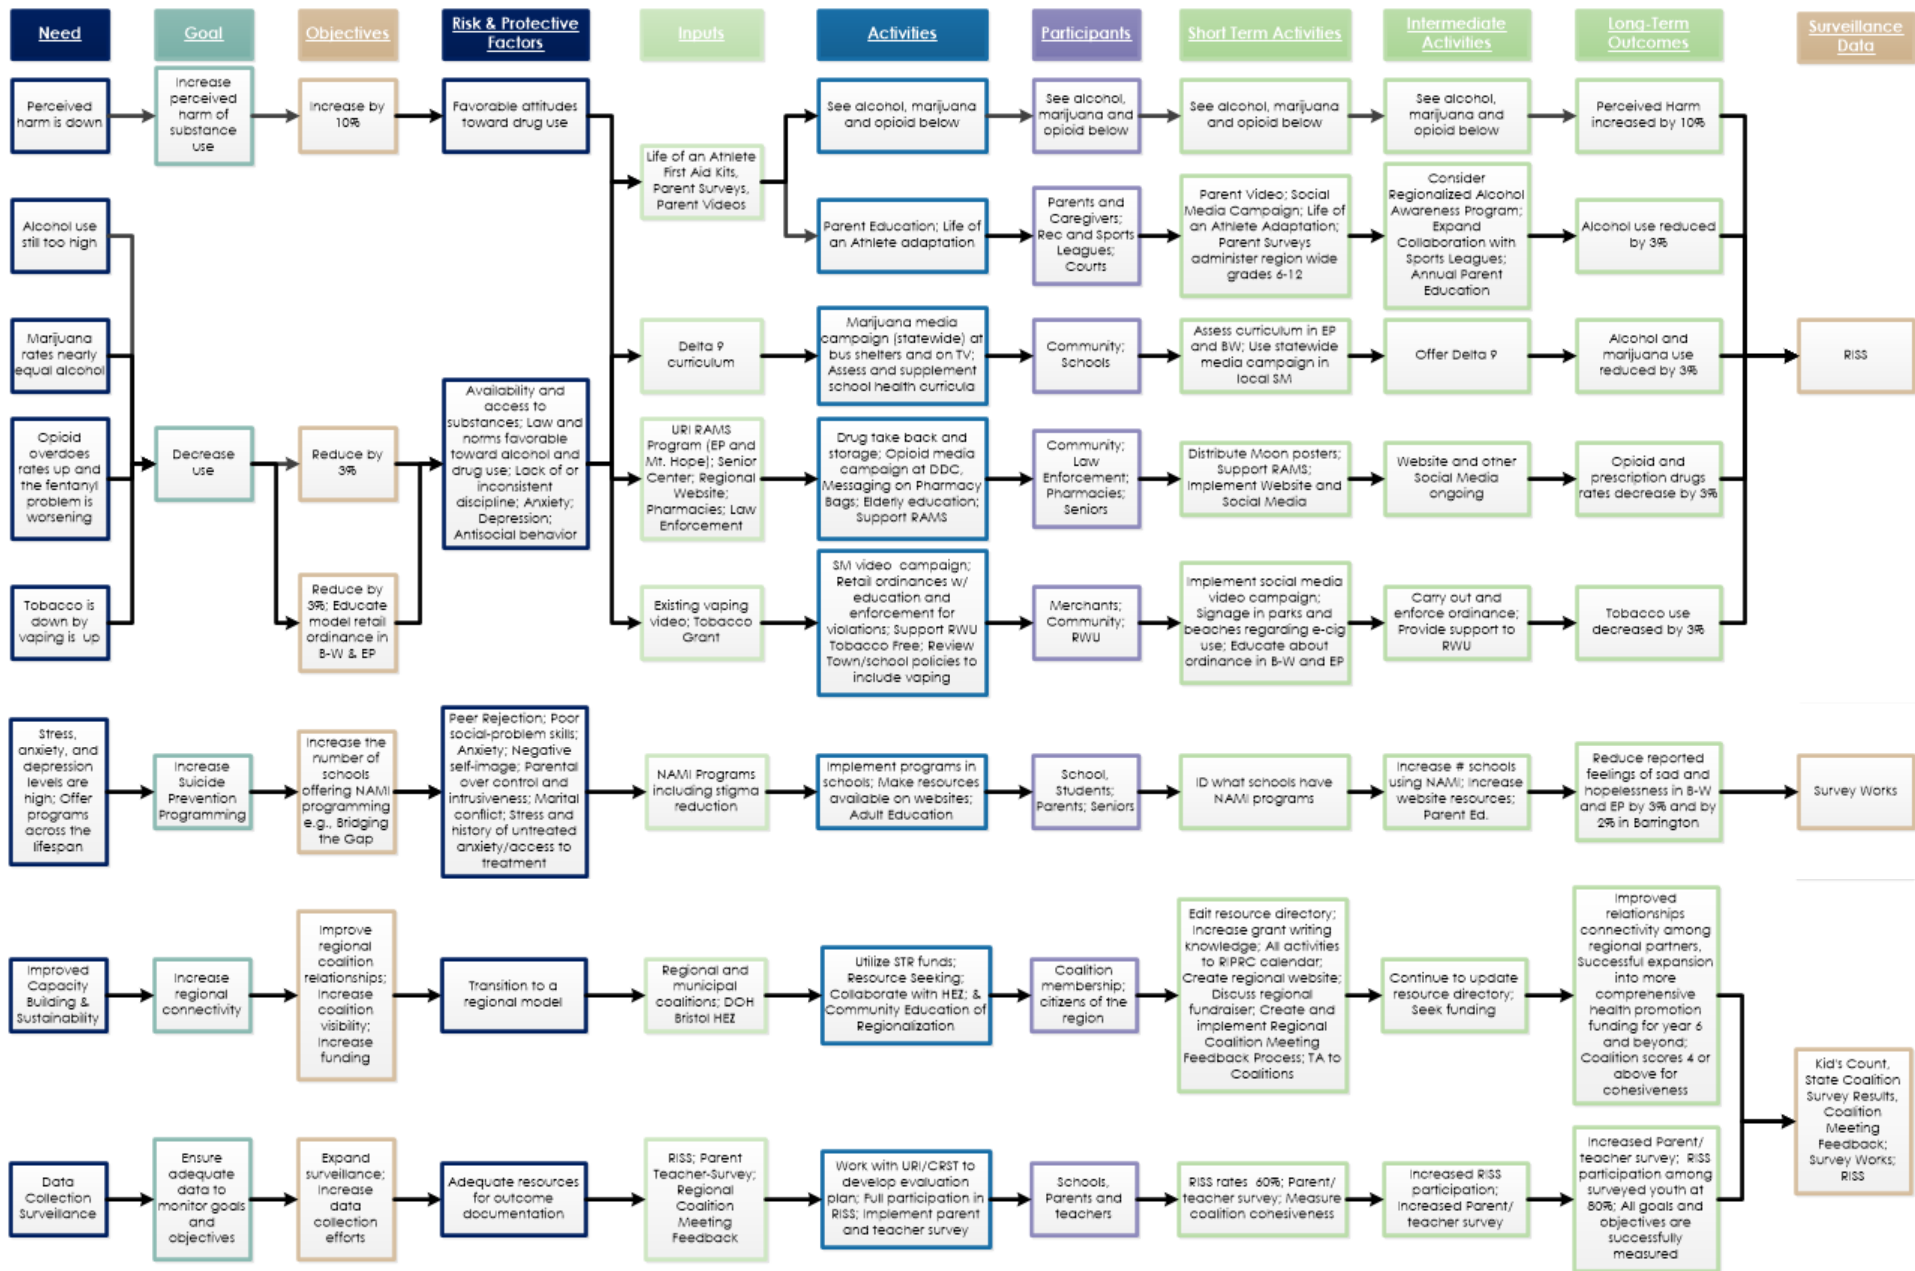 Need
Goal
Objectives
Risk & Protective
Factors
Inputs
Activities
Participants
Short Term Activities
Intermediate
Activities
Long-Term
Outcomes
Surveillance
Data
Perceived
harm is down
Increase
perceived
harm of
substance
use
Increase by
10%
Favorable attitudes
toward drug use
Life of an Athlete
First Aid Kits,
Parent Surveys,
Parent Videos
See alcohol, marijuana
and opioid below
See alcohol,
marijuana and
opioid below
See alcohol, marijuana
and opioid below
See alcohol,
marijuana and
opioid below
Perceived Harm
increased by 10%
Alcohol use
still too high
Parent Education; Life of
an Athlete adaptation
Parents and
Caregivers;
Rec and Sports
Leagues;
Courts
Parent Video; Social
Media Campaign; Life of
an Athlete Adaptation;
Parent Surveys
administer region wide
grades 6-12
Consider
Regionalized Alcohol
Awareness Program;
Expand
Collaboration with
Sports Leagues;
Annual Parent
Education
Alcohol use reduced
by 3%
Marijuana
rates nearly
equal alcohol
Delta 9
curriculum
Marijuana media
campaign (statewide) at
bus shelters and on TV;
Assess and supplement
school health curricula
Community;
Schools
Assess curriculum in EP
and BW; Use statewide
media campaign in
local SM
Offer Delta 9
Alcohol and
marijuana use
reduced by 3%
RISS
Opioid
overdoes
rates up and
the fentanyl
problem is
worsening
Decrease
use
Reduce by
3%
Availability and
access to
substances; Law and
norms favorable
toward alcohol and
drug use; Lack of or
inconsistent
discipline; Anxiety;
Depression;
Antisocial behavior
URI RAMS
Program (EP and
Mt. Hope); Senior
Center; Regional
Website;
Pharmacies; Law
Enforcement
Drug take back and
storage; Opioid media
campaign at DDC,
Messaging on Pharmacy
Bags; Elderly education;
Support RAMS
Community;
Law
Enforcement;
Pharmacies;
Seniors
Distribute Moon posters;
Support RAMS;
Implement Website and
Social Media
Website and other
Social Media
ongoing
Opioid and
prescription drugs
rates decrease by 3%
Tobacco is
down by
vaping is up
Reduce by
3%; Educate
model retail
ordinance in
B-W & EP
Existing vaping
video; Tobacco
Grant
SM video campaign;
Retail ordinances w/
education and
enforcement for
violations; Support RWU
Tobacco Free; Review
Town/school policies to
include vaping
Merchants;
Community;
RWU
Implement social media
video campaign;
Signage in parks and
beaches regarding e-cig
use; Educate about
ordinance in B-W and EP
Carry out and
enforce ordinance;
Provide support to
RWU
Tobacco use
decreased by 3%
Stress,
anxiety, and
depression
levels are
high; Offer
programs
across the
lifespan
Increase
Suicide
Prevention
Programming
Increase the
number of
schools
offering NAMI
programming
e.g., Bridging
the Gap
Peer Rejection; Poor
social-problem skills;
Anxiety; Negative
self-image; Parental
over control and
intrusiveness; Marital
conflict; Stress and
history of untreated
anxiety/access to
treatment
NAMI Programs
including stigma
reduction
Implement programs in
schools; Make resources
available on websites;
Adult Education
School,
Students;
Parents; Seniors
ID what schools have
NAMI programs
Increase # schools
using NAMI; Increase
website resources;
Parent Ed.
Reduce reported
feelings of sad and
hopelessness in B-W
and EP by 3% and by
2% in Barrington
Survey Works
Improved
Capacity
Building &
Sustainability
Increase
regional
connectivity
Improve
regional
coalition
relationships;
Increase
coalition
visibility;
Increase
funding
Transition to a
regional model
Regional and
municipal
coalitions; DOH
Bristol HEZ
Utilize STR funds;
Resource Seeking;
Collaborate with HEZ; &
Community Education of
Regionalization
Coalition
membership;
citizens of the
region
Edit resource directory;
Increase grant writing
knowledge; All activities
to RIPRC calendar;
Create regional website;
Discuss regional
fundraiser; Create and
implement Regional
Coalition Meeting
Feedback Process; TA to
Coalitions
Continue to update
resource directory;
Seek funding
Improved
relationships
connectivity among
regional partners,
Successful expansion
into more
comprehensive
health promotion
funding for year 6
and beyond;
Coalition scores 4 or
above for
cohesiveness
Kid's Count,
State Coalition
Survey Results,
Coalition
Meeting
Feedback;
Survey Works;
RISS
Data
Collection
Surveillance
Ensure
adequate
data to
monitor goals
and
objectives
Expand
surveillance;
Increase
data
collection
efforts
Adequate resources
for outcome
documentation
RISS; Parent
Teacher-Survey;
Regional
Coalition
Meeting
Feedback
Work with URI/CRST to
develop evaluation
plan; Full participation in
RISS; Implement parent
and teacher survey
Schools,
Parents and
teachers
RISS rates 60%; Parent/
teacher survey; Measure
coalition cohesiveness
Increased RISS
participation;
Increased Parent/
teacher survey
Increased Parent/
teacher survey; RISS
participation among
surveyed youth at
80%; All goals and
objectives are
successfully
measured